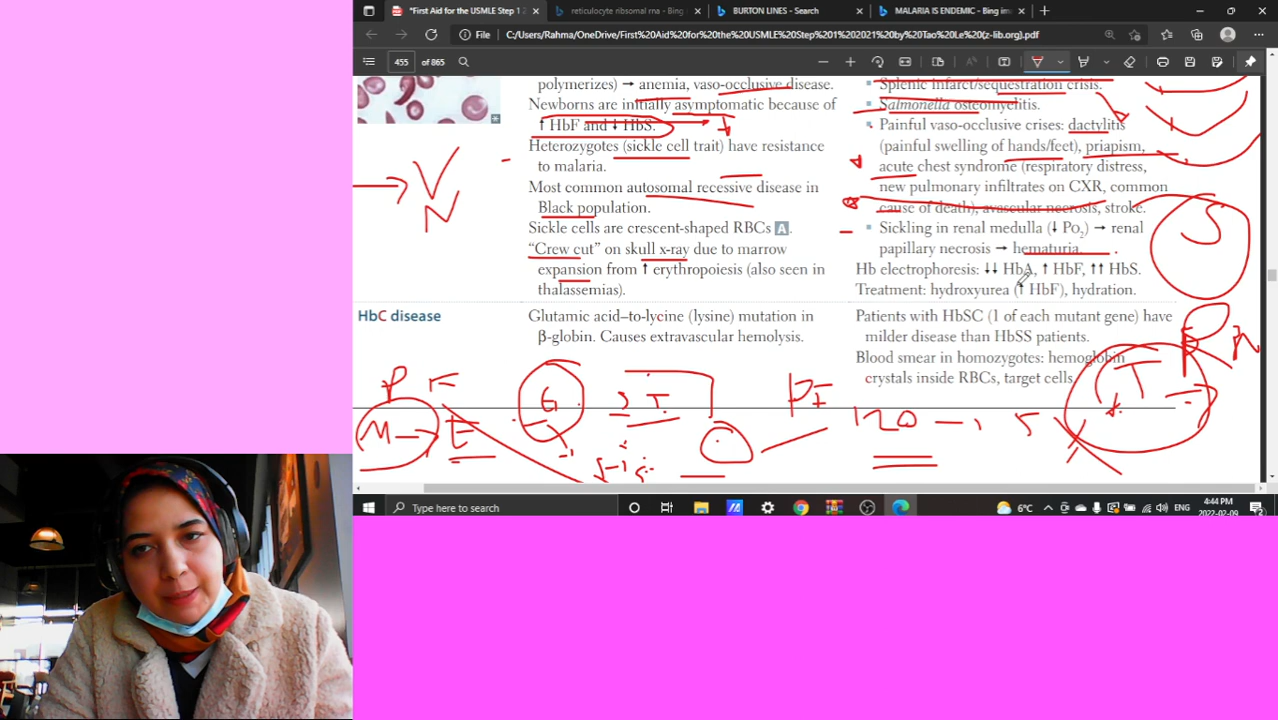 "First Aid for the USMLE Step 1 2
reticulocyte ribosomal rna - Bing i
BURTON LINES - Search
MALARIA IS ENDEMIC - Bing im
File
C:/Users/Rahma/OneDrive/First%20Aid%20for%20the%20USMLE%20Step%201%202021%20by%20Tao%20Le%20(z-lib.org).pdf
455 of 865
polymerizes) → anemia, vaso-occlusive disease.
Newborns are initially asymptomatic because of
↑ HbF and ↓ HbS.
Heterozygotes (sickle cell trait) have resistance
to malaria.
Most common autosomal recessive disease in
Black population.
Sickle cells are crescent-shaped RBCs A.
"Crew cut" on skull x-ray due to marrow
expansion from ↑ erythropoiesis (also seen in
thalassemias).
Splenic infarct/sequestration crisis.
Salmonella osteomyelitis.
Painful vaso-occlusive crises: dactylitis
(painful swelling of hands/feet), priapism,
acute chest syndrome (respiratory distress,
new pulmonary infiltrates on CXR, common
cause of death), avascular necrosis, stroke.
Sickling in renal medulla (↓ Po2) → renal
papillary necrosis → hematuria.
Hb electrophoresis: ↓↓ HbA, ↑ HbF, ↑↑ HbS.
Treatment: hydroxyurea (↑ HbF), hydration.
HbC disease
Glutamic acid–to-lycine (lysine) mutation in
β-globin. Causes extravascular hemolysis.
Patients with HbSC (1 of each mutant gene) have
milder disease than HbSS patients.
Blood smear in homozygotes: hemoglobin
crystals inside RBCs, target cells.
V
N
S
P F
M → E
G
T
120
Type here to search
6°C
ENG
4:44 PM
2022-02-09